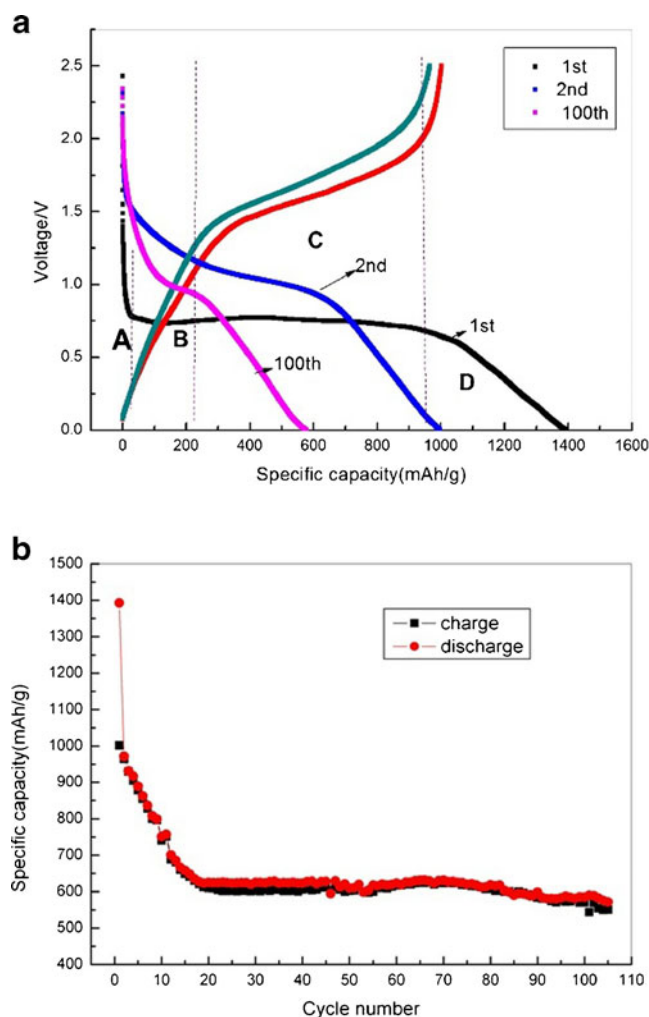 a
2.5
2.0
1.5
1.0
0.5
0.0
Voltage/V
1st
2nd
100th
A
B
C
D
2nd
1st
100th
0 200 400 600 800 1000 1200 1400 1600
Specific capacity(mAh/g)
b
1500
1400
1300
1200
1100
1000
900
800
700
600
500
400
Specific capacity(mAh/g)
charge
discharge
0 10 20 30 40 50 60 70 80 90 100 110
Cycle number